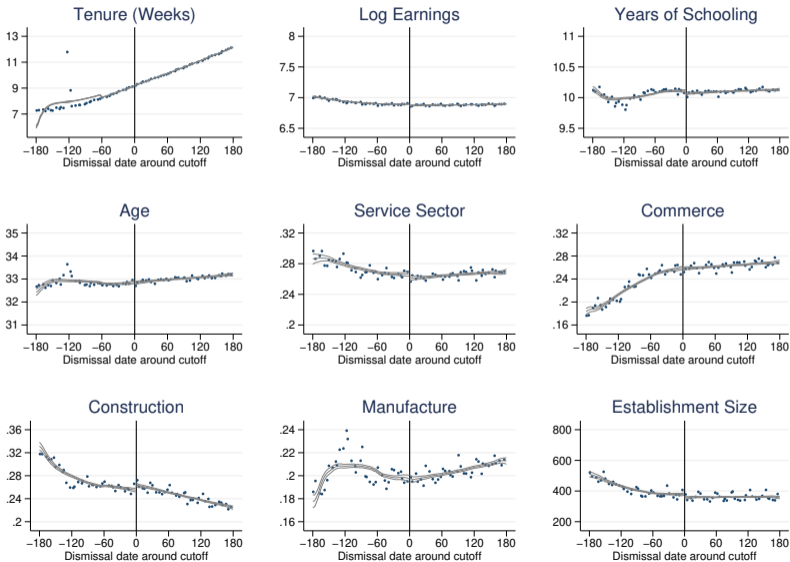 Tenure (Weeks)
13
11
9
7
−180 −120 −60 0 60 120 180
Dismissal date around cutoff
Log Earnings
8
7.5
7
6.5
−180 −120 −60 0 60 120 180
Dismissal date around cutoff
Years of Schooling
11
10.5
10
9.5
−180 −120 −60 0 60 120 180
Dismissal date around cutoff
Age
35
34
33
32
31
−180 −120 −60 0 60 120 180
Dismissal date around cutoff
Service Sector
.32
.28
.24
.2
−180 −120 −60 0 60 120 180
Dismissal date around cutoff
Commerce
.32
.28
.24
.2
.16
−180 −120 −60 0 60 120 180
Dismissal date around cutoff
Construction
.36
.32
.28
.24
.2
−180 −120 −60 0 60 120 180
Dismissal date around cutoff
Manufacture
.24
.22
.2
.18
.16
−180 −120 −60 0 60 120 180
Dismissal date around cutoff
Establishment Size
800
600
400
200
−180 −120 −60 0 60 120 180
Dismissal date around cutoff